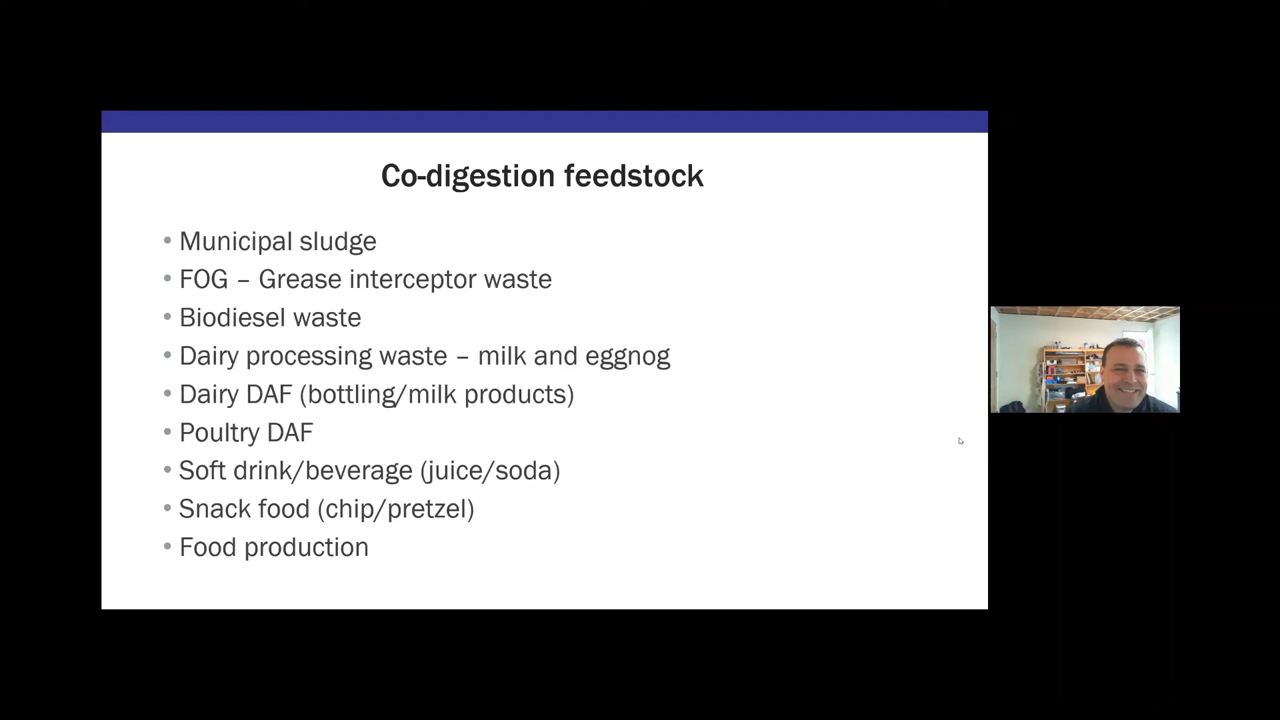 Co-digestion feedstock
• Municipal sludge
• FOG – Grease interceptor waste
• Biodiesel waste
• Dairy processing waste – milk and eggnog
• Dairy DAF (bottling/milk products)
• Poultry DAF
• Soft drink/beverage (juice/soda)
• Snack food (chip/pretzel)
• Food production